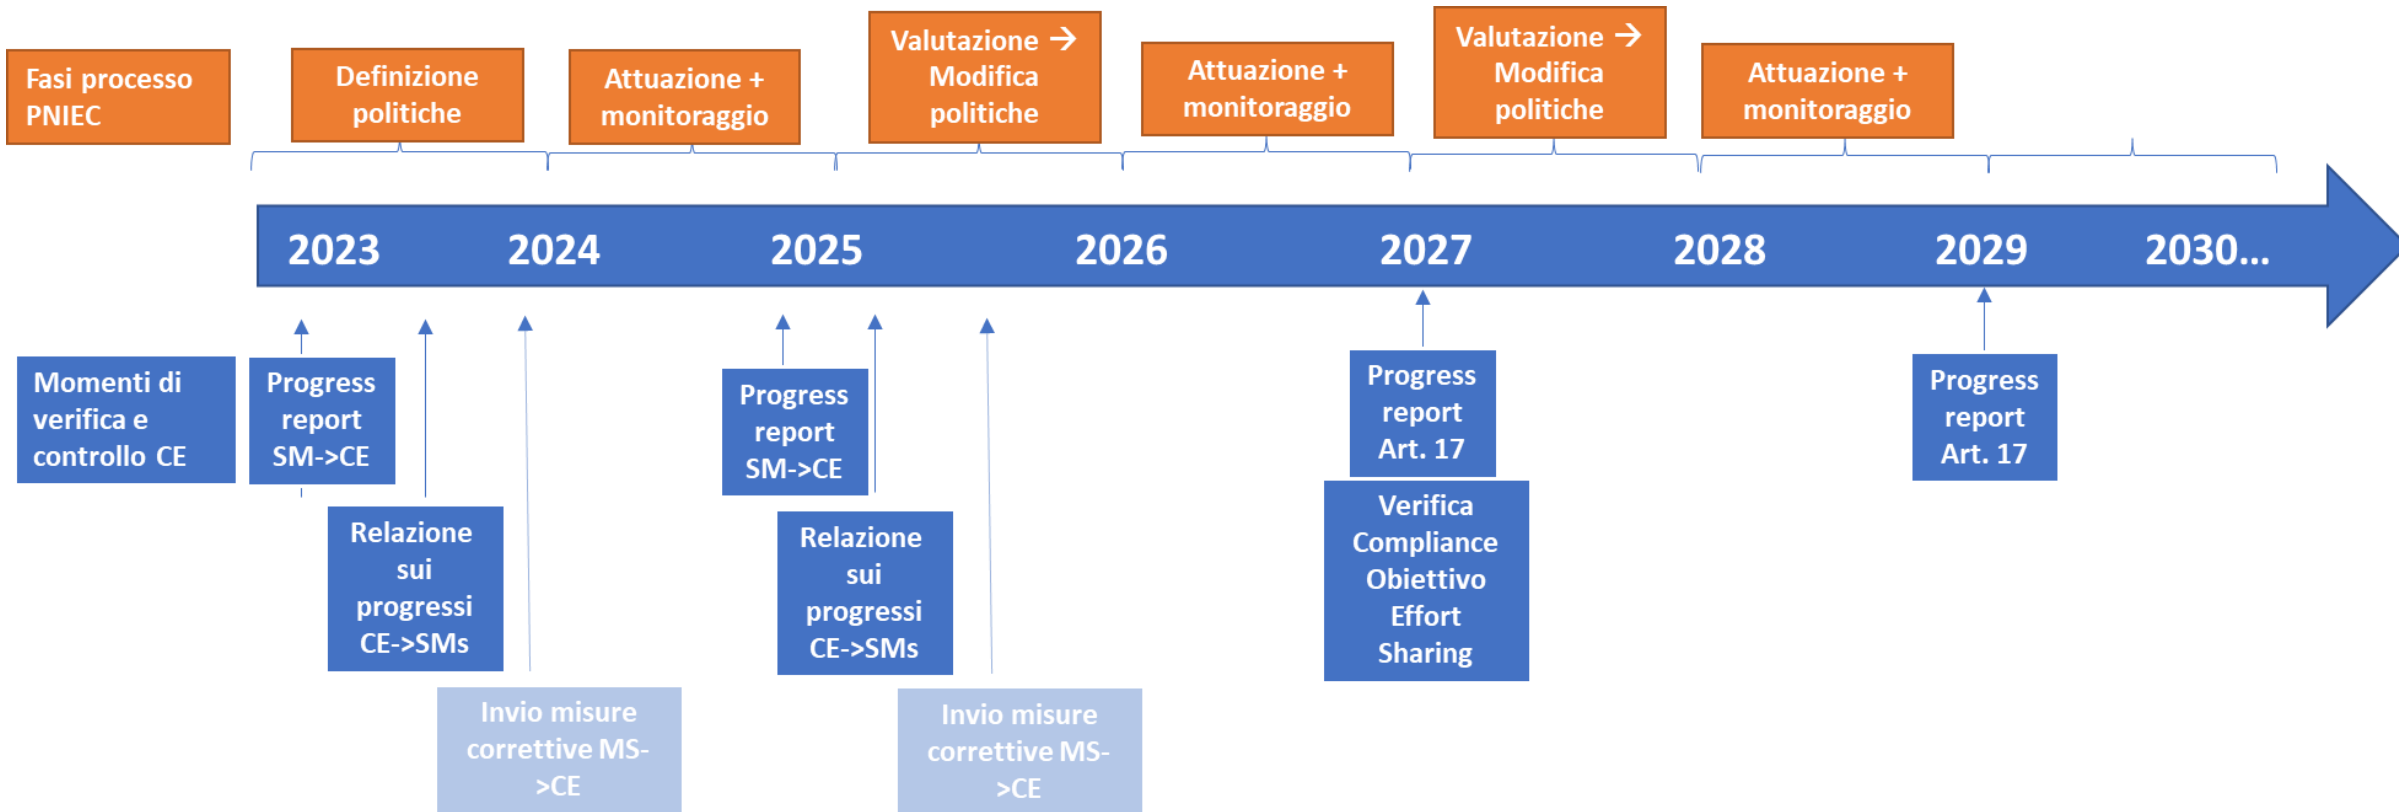 Fasi processo
PNIEC
Definizione
politiche
Attuazione +
monitoraggio
Valutazione →
Modifica
politiche
Attuazione +
monitoraggio
Valutazione →
Modifica
politiche
Attuazione +
monitoraggio
2023
2024
2025
2026
2027
2028
2029
2030...
Momenti di
verifica e
controllo CE
Progress
report
SM->CE
Relazione
sui
progressi
CE->SMs
Invio misure
correttive MS-
>CE
Progress
report
SM->CE
Relazione
sui
progressi
CE->SMs
Invio misure
correttive MS-
>CE
Progress
report
Art. 17
Verifica
Compliance
Obiettivo
Effort
Sharing
Progress
report
Art. 17